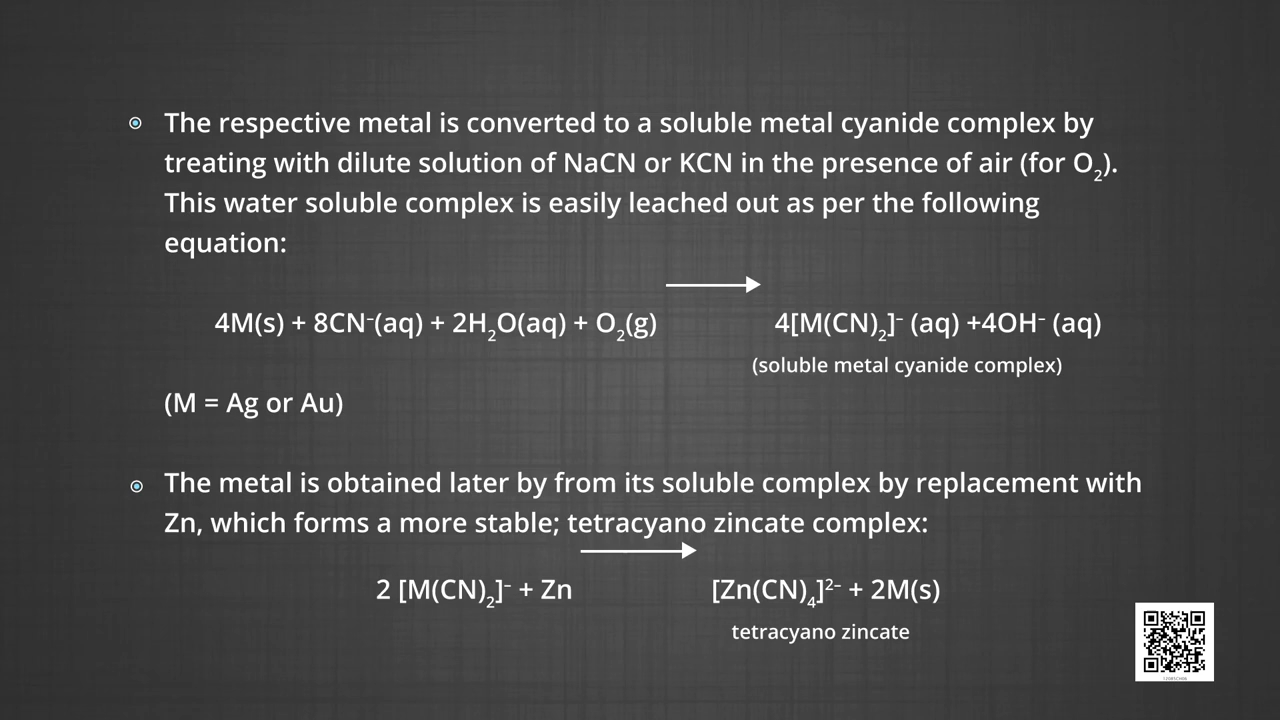 The respective metal is converted to a soluble metal cyanide complex by
treating with dilute solution of NaCN or KCN in the presence of air (for O₂).
This water soluble complex is easily leached out as per the following
equation:
4M(s) + 8CN⁻(aq) + 2H₂O(aq) + O₂(g) ⟶ 4[M(CN)₂]⁻ (aq) +4OH⁻ (aq)
(soluble metal cyanide complex)
(M = Ag or Au)
The metal is obtained later by from its soluble complex by replacement with
Zn, which forms a more stable; tetracyano zincate complex:
2 [M(CN)₂]⁻ + Zn ⟶ [Zn(CN)₄]²⁻ + 2M(s)
tetracyano zincate